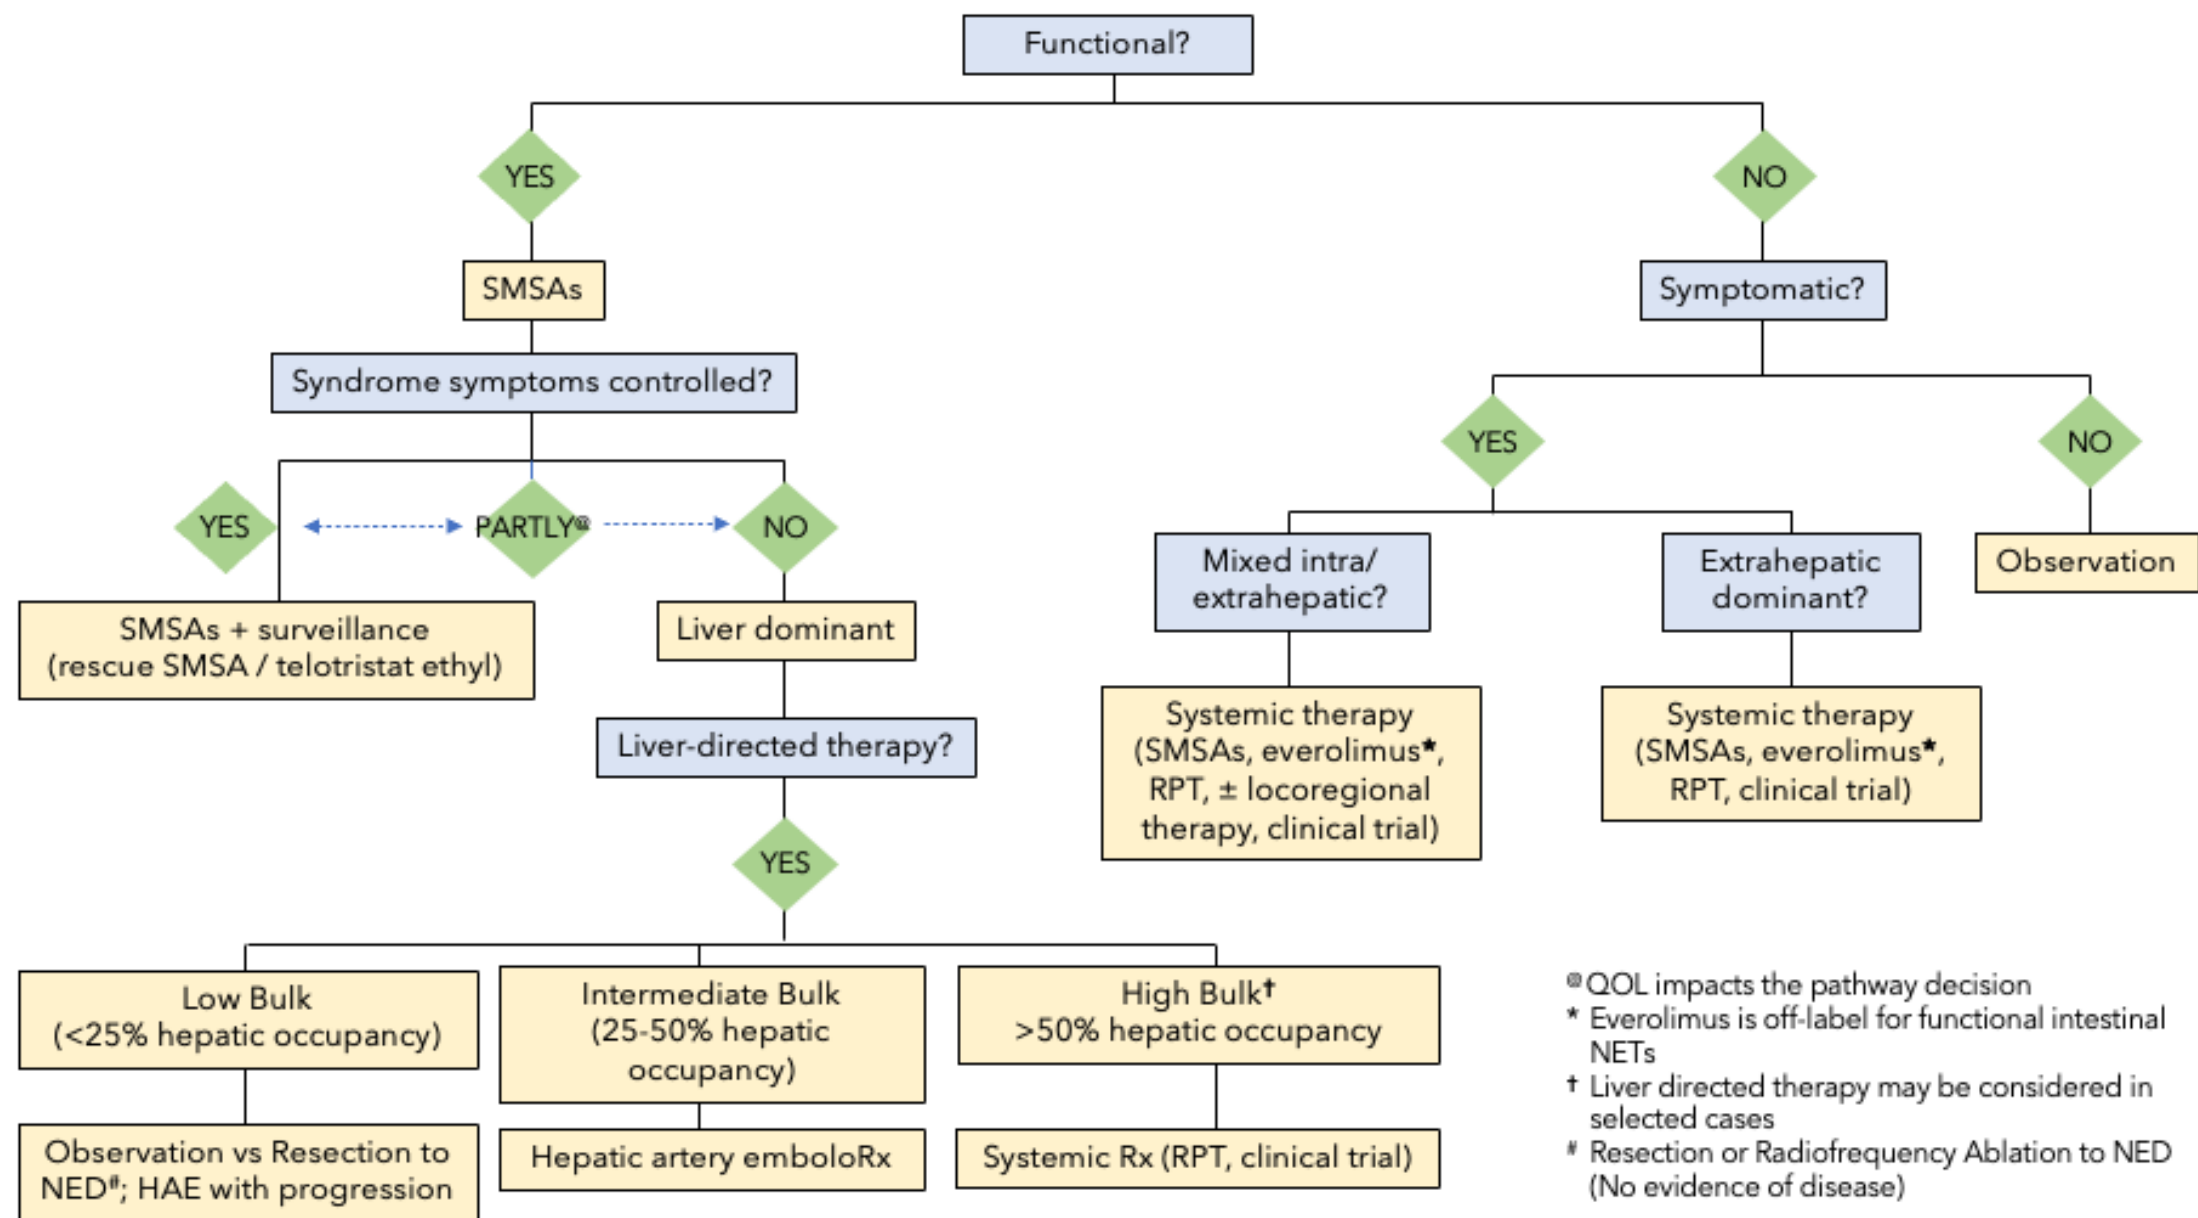 Functional?
YES
NO
SMSAs
Symptomatic?
Syndrome symptoms controlled?
YES
NO
YES
PARTLY@
NO
Mixed intra/
extrahepatic?
Extrahepatic
dominant?
Observation
SMSAs + surveillance
(rescue SMSA / telotristat ethyl)
Liver dominant
Systemic therapy
(SMSAs, everolimus*,
RPT, ± locoregional
therapy, clinical trial)
Systemic therapy
(SMSAs, everolimus*,
RPT, clinical trial)
Liver-directed therapy?
YES
Low Bulk
(<25% hepatic occupancy)
Intermediate Bulk
(25-50% hepatic
occupancy)
High Bulk†
>50% hepatic occupancy
Observation vs Resection to
NED#; HAE with progression
Hepatic artery emboloRx
Systemic Rx (RPT, clinical trial)
@ QOL impacts the pathway decision
* Everolimus is off-label for functional intestinal
NETs
† Liver directed therapy may be considered in
selected cases
# Resection or Radiofrequency Ablation to NED
(No evidence of disease)